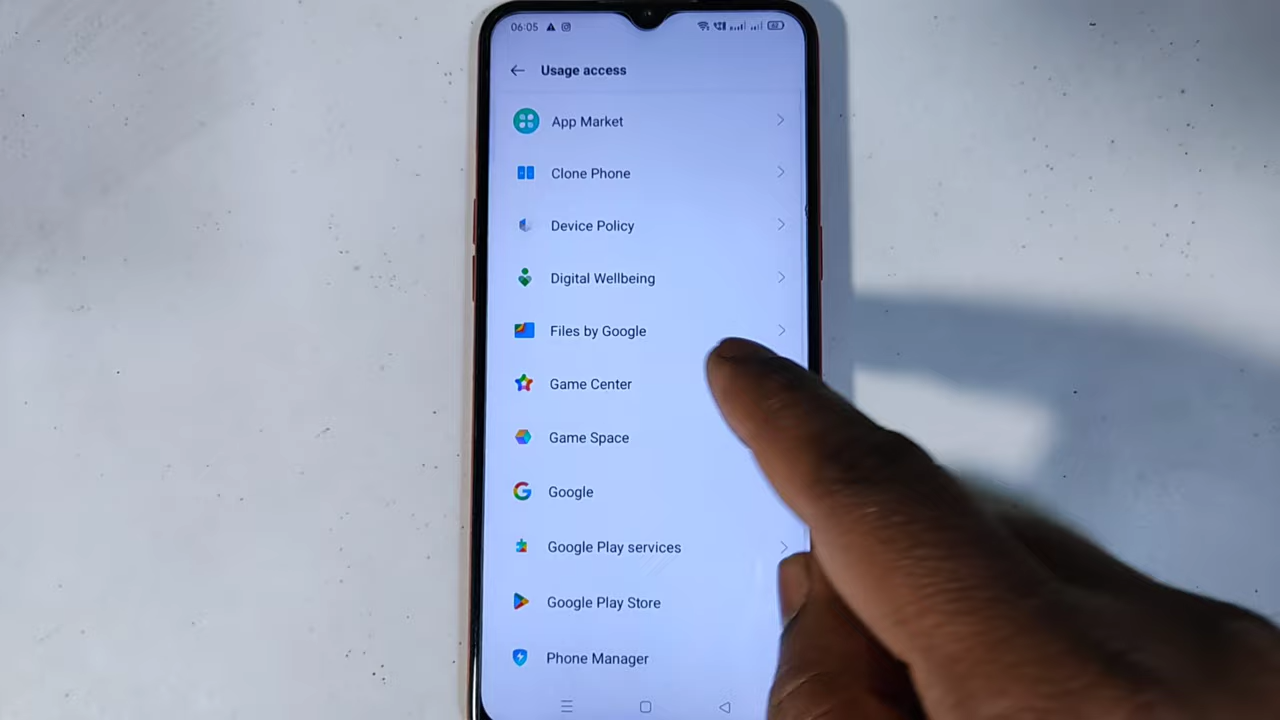 06:05
Usage access
App Market
Clone Phone
Device Policy
Digital Wellbeing
Files by Google
Game Center
Game Space
Google
Google Play services
Google Play Store
Phone Manager